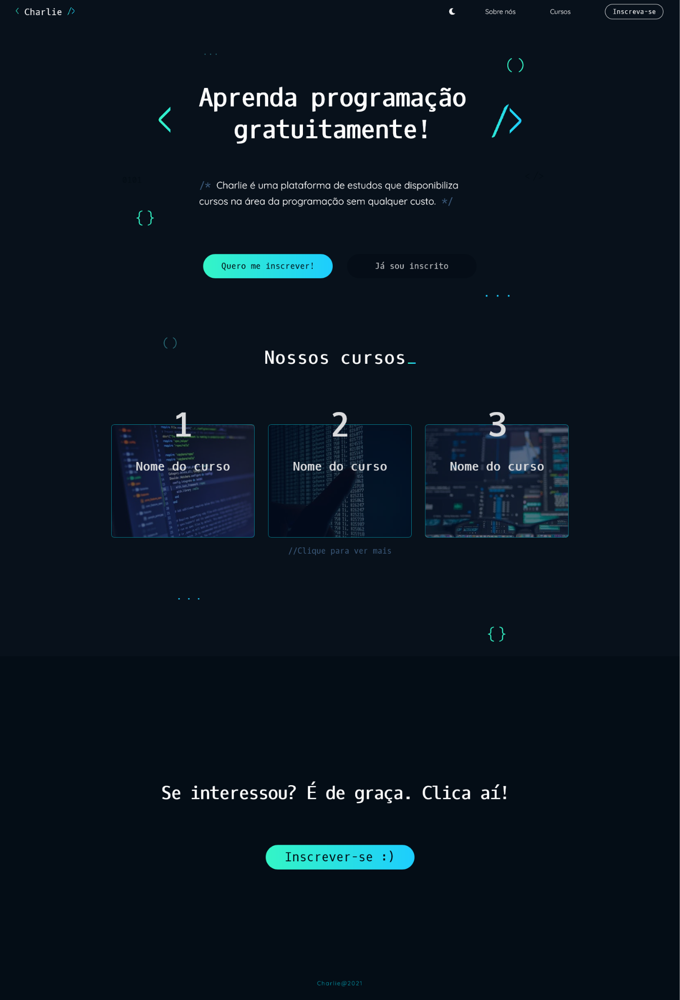 < Charlie />
Sobre nós
Cursos
Inscreva-se
...
( )
< Aprenda programação />
gratuitamente!
/* Charlie é uma plataforma de estudos que disponibiliza
cursos na área da programação sem qualquer custo. */
{ }
Quero me inscrever!
Já sou inscrito
...
( )
Nossos cursos_
1
2
3
Nome do curso
Nome do curso
Nome do curso
//Clique para ver mais
...
{ }
Se interessou? É de graça. Clica aí!
Inscrever-se :)
Charlie@2021